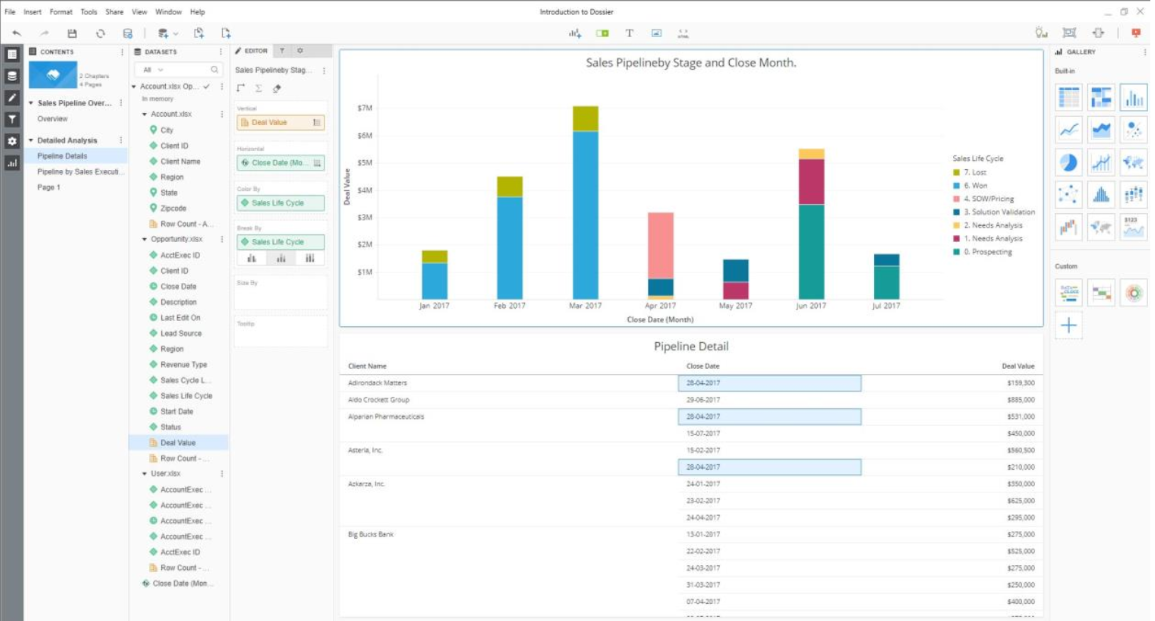 File Insert Format Tools Share View Window Help
Introduction to Dossier
CONTENTS
2 Chapters
4 Pages
Sales Pipeline Over...
Overview
Detailed Analysis
Pipeline Details
Pipeline by Sales Executi...
Page 1
DATASETS
All
Account.xlsx Op...
In memory
Account.xlsx
City
Client ID
Client Name
Region
State
Zipcode
Row Count - A...
Opportunity.xlsx
AcctExec ID
Client ID
Close Date
Description
Last Edit On
Lead Source
Region
Revenue Type
Sales Cycle L...
Sales Life Cycle
Start Date
Status
Deal Value
Row Count - ...
User.xlsx
AccountExec ...
AccountExec ...
AccountExec ...
AccountExec ...
AcctExec ID
Row Count - ...
Close Date (Mon...
EDITOR ?
Sales Pipelineby Stag...
Vertical
Deal Value
Horizontal
Close Date (Mo...
Color By
Sales Life Cycle
Break By
Sales Life Cycle
Size By
Tooltip
Sales Pipelineby Stage and Close Month.
Deal Value
$7M
$6M
$5M
$4M
$3M
$2M
$1M
Jan 2017 Feb 2017 Mar 2017 Apr 2017 May 2017 Jun 2017 Jul 2017
Close Date (Month)
Sales Life Cycle
7. Lost
6. Won
4. SOW/Pricing
3. Solution Validation
2. Needs Analysis
1. Needs Analysis
0. Prospecting
Pipeline Detail
Client Name Close Date Deal Value
Adirondack Matters 28-04-2017 $159,300
Aldo Crockett Group 29-06-2017 $885,000
Alperian Pharmaceuticals 28-04-2017 $531,000
15-07-2017 $450,000
Asteria, Inc. 15-02-2017 $560,500
28-04-2017 $210,000
Azkarza, Inc. 24-01-2017 $350,000
23-02-2017 $625,000
24-04-2017 $295,000
Big Bucks Bank 13-01-2017 $275,000
22-02-2017 $525,000
24-03-2017 $275,000
31-03-2017 $250,000
07-04-2017 $400,000
GALLERY
Built-in
Custom